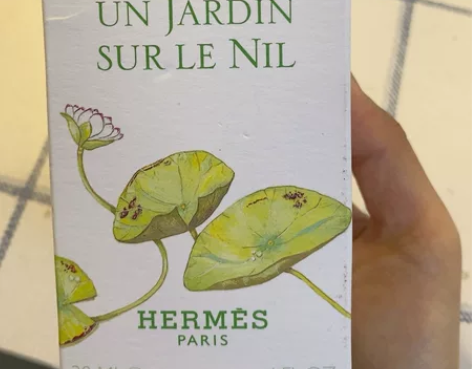 UN JARDIN
SUR LE NIL
HERMÈS
PARIS